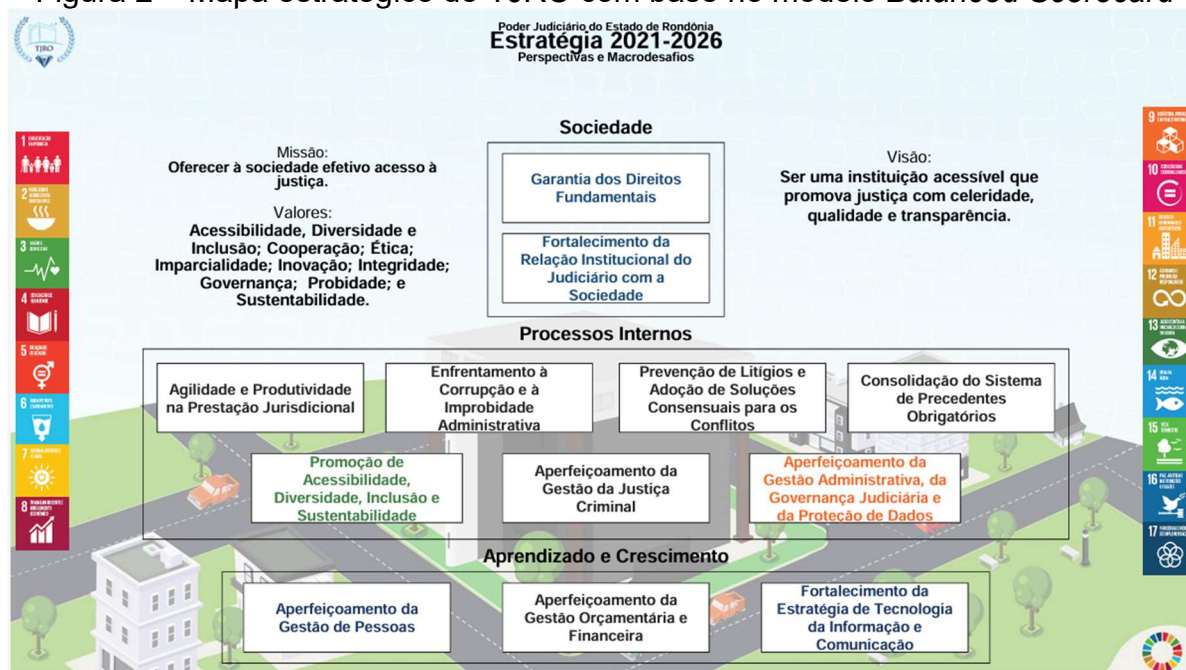 Figura 2 – Mapa estratégico do TJRO com base no modelo Balanced Scorecard
TJRO
Poder Judiciário do Estado de Rondônia
Estratégia 2021-2026
Perspectivas e Macrodesafios
Sociedade
Missão:
Oferecer à sociedade efetivo acesso à
justiça.
Valores:
Acessibilidade, Diversidade e
Inclusão; Cooperação; Ética;
Imparcialidade; Inovação; Integridade;
Governança; Probidade; e
Sustentabilidade.
Garantia dos Direitos
Fundamentais
Fortalecimento da
Relação Institucional do
Judiciário com a
Sociedade
Visão:
Ser uma instituição acessível que
promova justiça com celeridade,
qualidade e transparência.
Processos Internos
Agilidade e Produtividade
na Prestação Jurisdicional
Enfrentamento à
Corrupção e à
Improbidade
Administrativa
Prevenção de Litígios e
Adoção de Soluções
Consensuais para os
Conflitos
Consolidação do Sistema
de Precedentes
Obrigatórios
Promoção de
Acessibilidade,
Diversidade, Inclusão e
Sustentabilidade
Aperfeiçoamento da
Gestão da Justiça
Criminal
Aperfeiçoamento da
Gestão Administrativa, da
Governança Judiciária e
da Proteção de Dados
Aprendizado e Crescimento
Aperfeiçoamento da
Gestão de Pessoas
Aperfeiçoamento da
Gestão Orçamentária e
Financeira
Fortalecimento da
Estratégia de Tecnologia
da Informação e
Comunicação
1
2
3
4
5
6
7
8
9
10
11
12
13
14
15
16
17